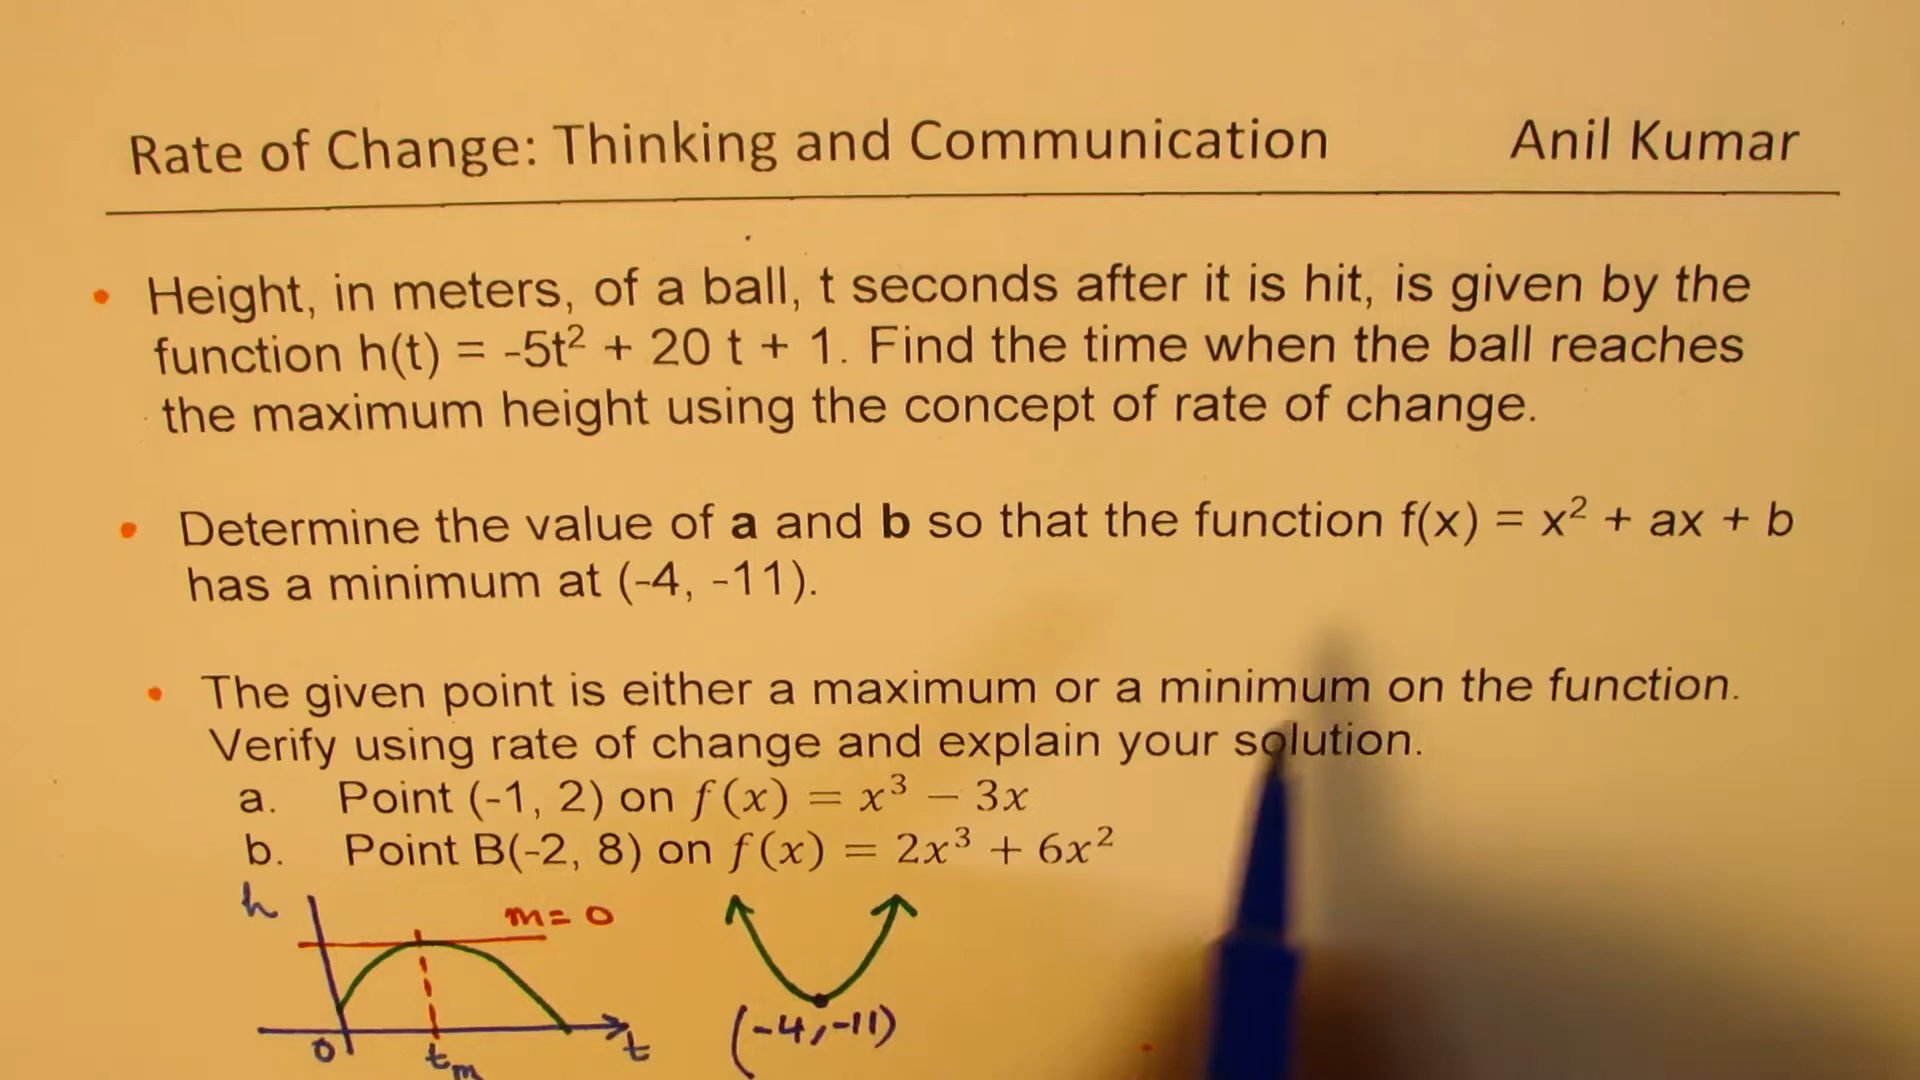 Rate of Change: Thinking and Communication Anil Kumar
• Height, in meters, of a ball, t seconds after it is hit, is given by the
function h(t) = -5t² + 20 t + 1. Find the time when the ball reaches
the maximum height using the concept of rate of change.
• Determine the value of a and b so that the function f(x) = x² + ax + b
has a minimum at (-4, -11).
• The given point is either a maximum or a minimum on the function.
Verify using rate of change and explain your solution.
a. Point (-1, 2) on f(x) = x³ − 3x
b. Point B(-2, 8) on f(x) = 2x³ + 6x²
h
m = 0
(-4, -11)
0
tm
t